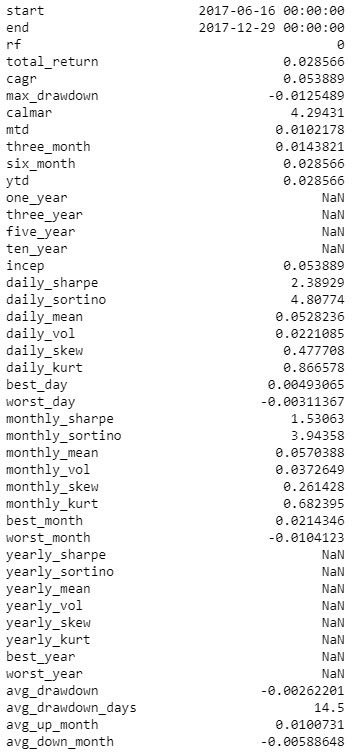 start 2017-06-16 00:00:00
end 2017-12-29 00:00:00
rf 0
total_return 0.028566
cagr 0.053889
max_drawdown -0.0125489
calmar 4.29431
mtd 0.0102178
three_month 0.0143821
six_month 0.028566
ytd 0.028566
one_year NaN
three_year NaN
five_year NaN
ten_year NaN
incep 0.053889
daily_sharpe 2.38929
daily_sortino 4.80774
daily_mean 0.0528236
daily_vol 0.0221085
daily_skew 0.477708
daily_kurt 0.866578
best_day 0.00493065
worst_day -0.00311367
monthly_sharpe 1.53063
monthly_sortino 3.94358
monthly_mean 0.0570388
monthly_vol 0.0372649
monthly_skew 0.261428
monthly_kurt 0.682395
best_month 0.0214346
worst_month -0.0104123
yearly_sharpe NaN
yearly_sortino NaN
yearly_mean NaN
yearly_vol NaN
yearly_skew NaN
yearly_kurt NaN
best_year NaN
worst_year NaN
avg_drawdown -0.00262201
avg_drawdown_days 14.5
avg_up_month 0.0100731
avg_down_month -0.00588648